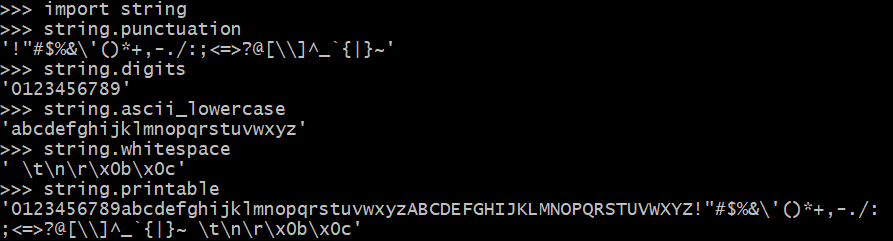 >>> import string
>>> string.punctuation
'!"#$%&\'()*+,-./:;<=>?@[\\]^_`{|}~'
>>> string.digits
'0123456789'
>>> string.ascii_lowercase
'abcdefghijklmnopqrstuvwxyz'
>>> string.whitespace
' \t\n\r\x0b\x0c'
>>> string.printable
'0123456789abcdefghijklmnopqrstuvwxyzABCDEFGHIJKLMNOPQRSTUVWXYZ!"#$%&\'()*+,-./:
;<=>?@[\\]^_`{|}~ \t\n\r\x0b\x0c'